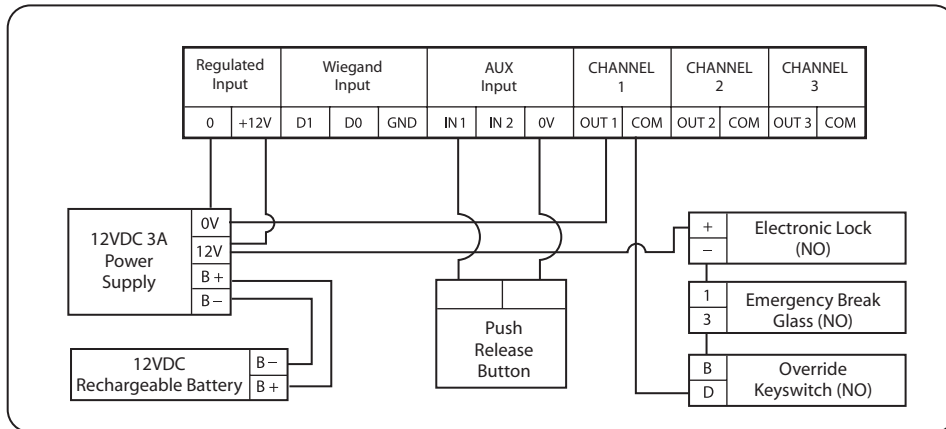 Regulated Input
Wiegand Input
AUX Input
CHANNEL 1
CHANNEL 2
CHANNEL 3
0 +12V D1 D0 GND IN 1 IN 2 0V OUT 1 COM OUT 2 COM OUT 3 COM
12VDC 3A
Power
Supply
0V
12V
B +
B –
12VDC
Rechargeable Battery
B –
B +
Push
Release
Button
+
–
Electronic Lock
(NO)
1
3
Emergency Break
Glass (NO)
B
D
Override
Keyswitch (NO)